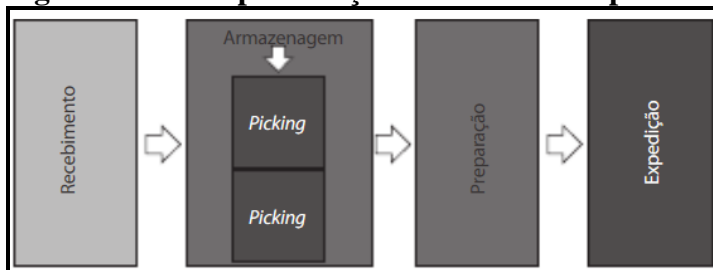 Recebimento
Armazenagem
Picking
Picking
Preparação
Expedição